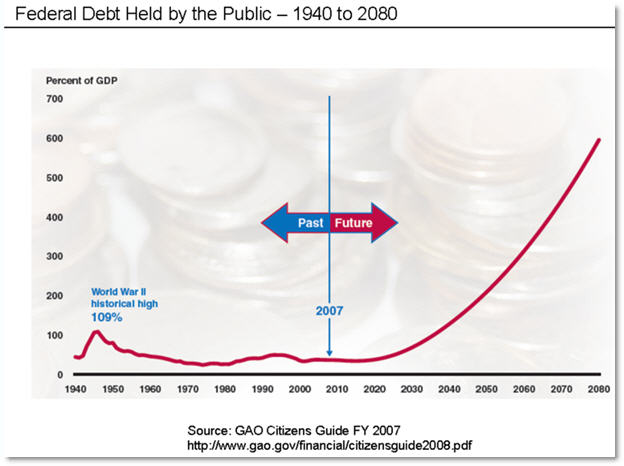 Federal Debt Held by the Public – 1940 to 2080
Percent of GDP
700
600
500
400
300
200
100
0
Past Future
World War II
historical high
109%
2007
1940 1950 1960 1970 1980 1990 2000 2010 2020 2030 2040 2050 2060 2070 2080
Source: GAO Citizens Guide FY 2007
http://www.gao.gov/financial/citizensguide2008.pdf